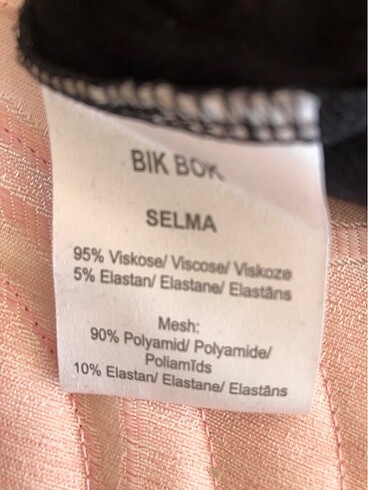 BIK BOK
SELMA
95% Viskose/ Viscose/ Viskoze
5% Elastan/ Elastane/ Elastāns
Mesh:
90% Polyamid/ Polyamide/
Poliamīds
10% Elastan/ Elastane/ Elastāns